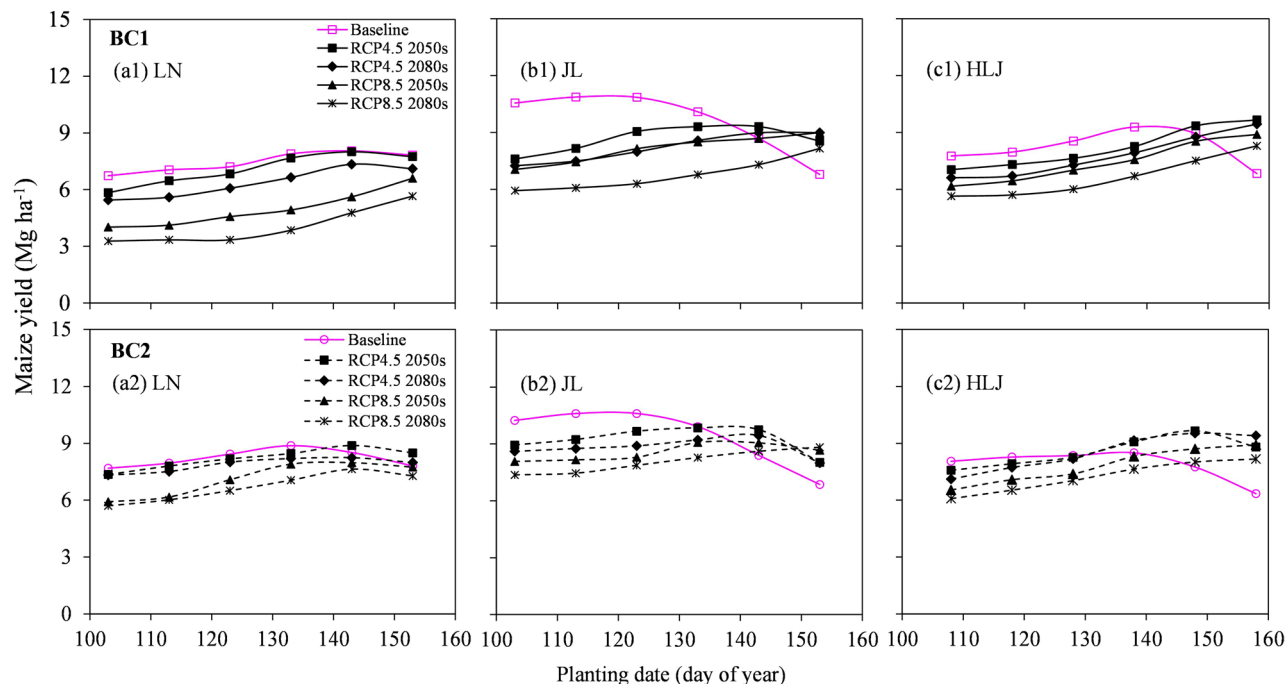 15
12
9
6
3
0
BC1
(a1) LN
Baseline
RCP4.5 2050s
RCP4.5 2080s
RCP8.5 2050s
RCP8.5 2080s
(b1) JL
(c1) HLJ
Maize yield (Mg ha⁻¹)
15
12
9
6
3
0
BC2
(a2) LN
Baseline
RCP4.5 2050s
RCP4.5 2080s
RCP8.5 2050s
RCP8.5 2080s
(b2) JL
(c2) HLJ
100 110 120 130 140 150 160
100 110 120 130 140 150 160
100 110 120 130 140 150 160
Planting date (day of year)